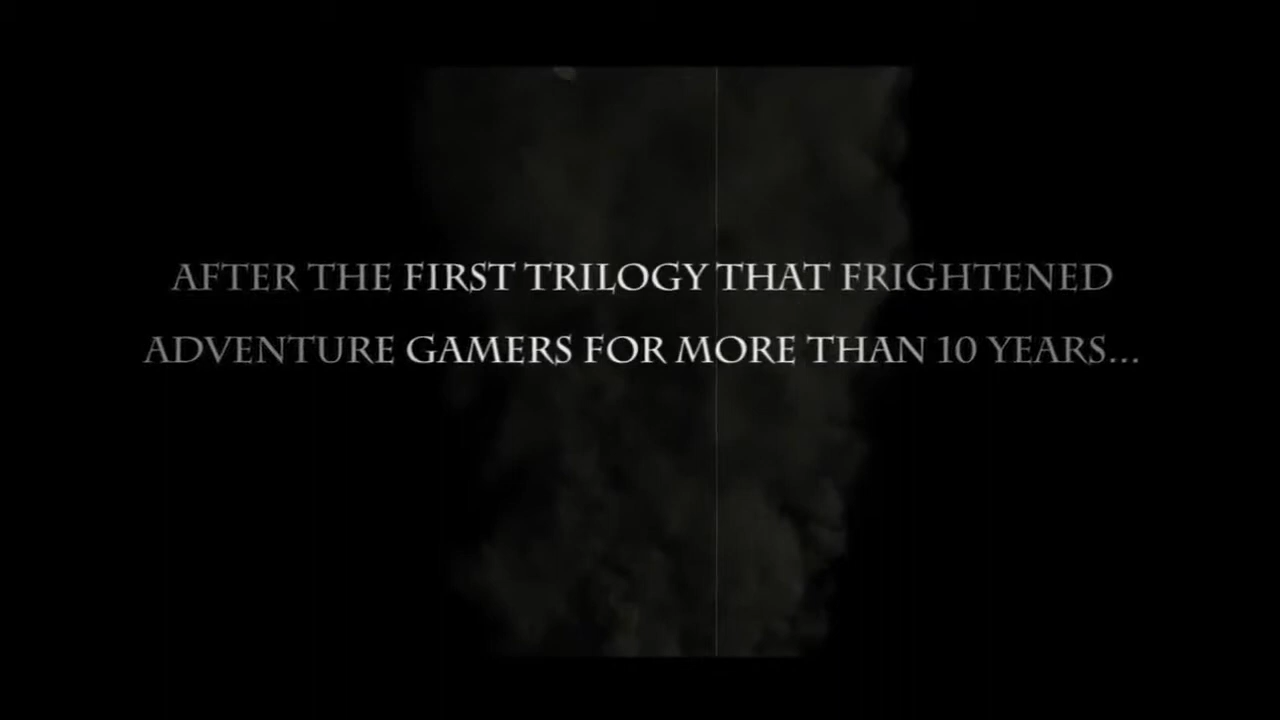 AFTER THE FIRST TRILOGY THAT FRIGHTENED
ADVENTURE GAMERS FOR MORE THAN 10 YEARS...